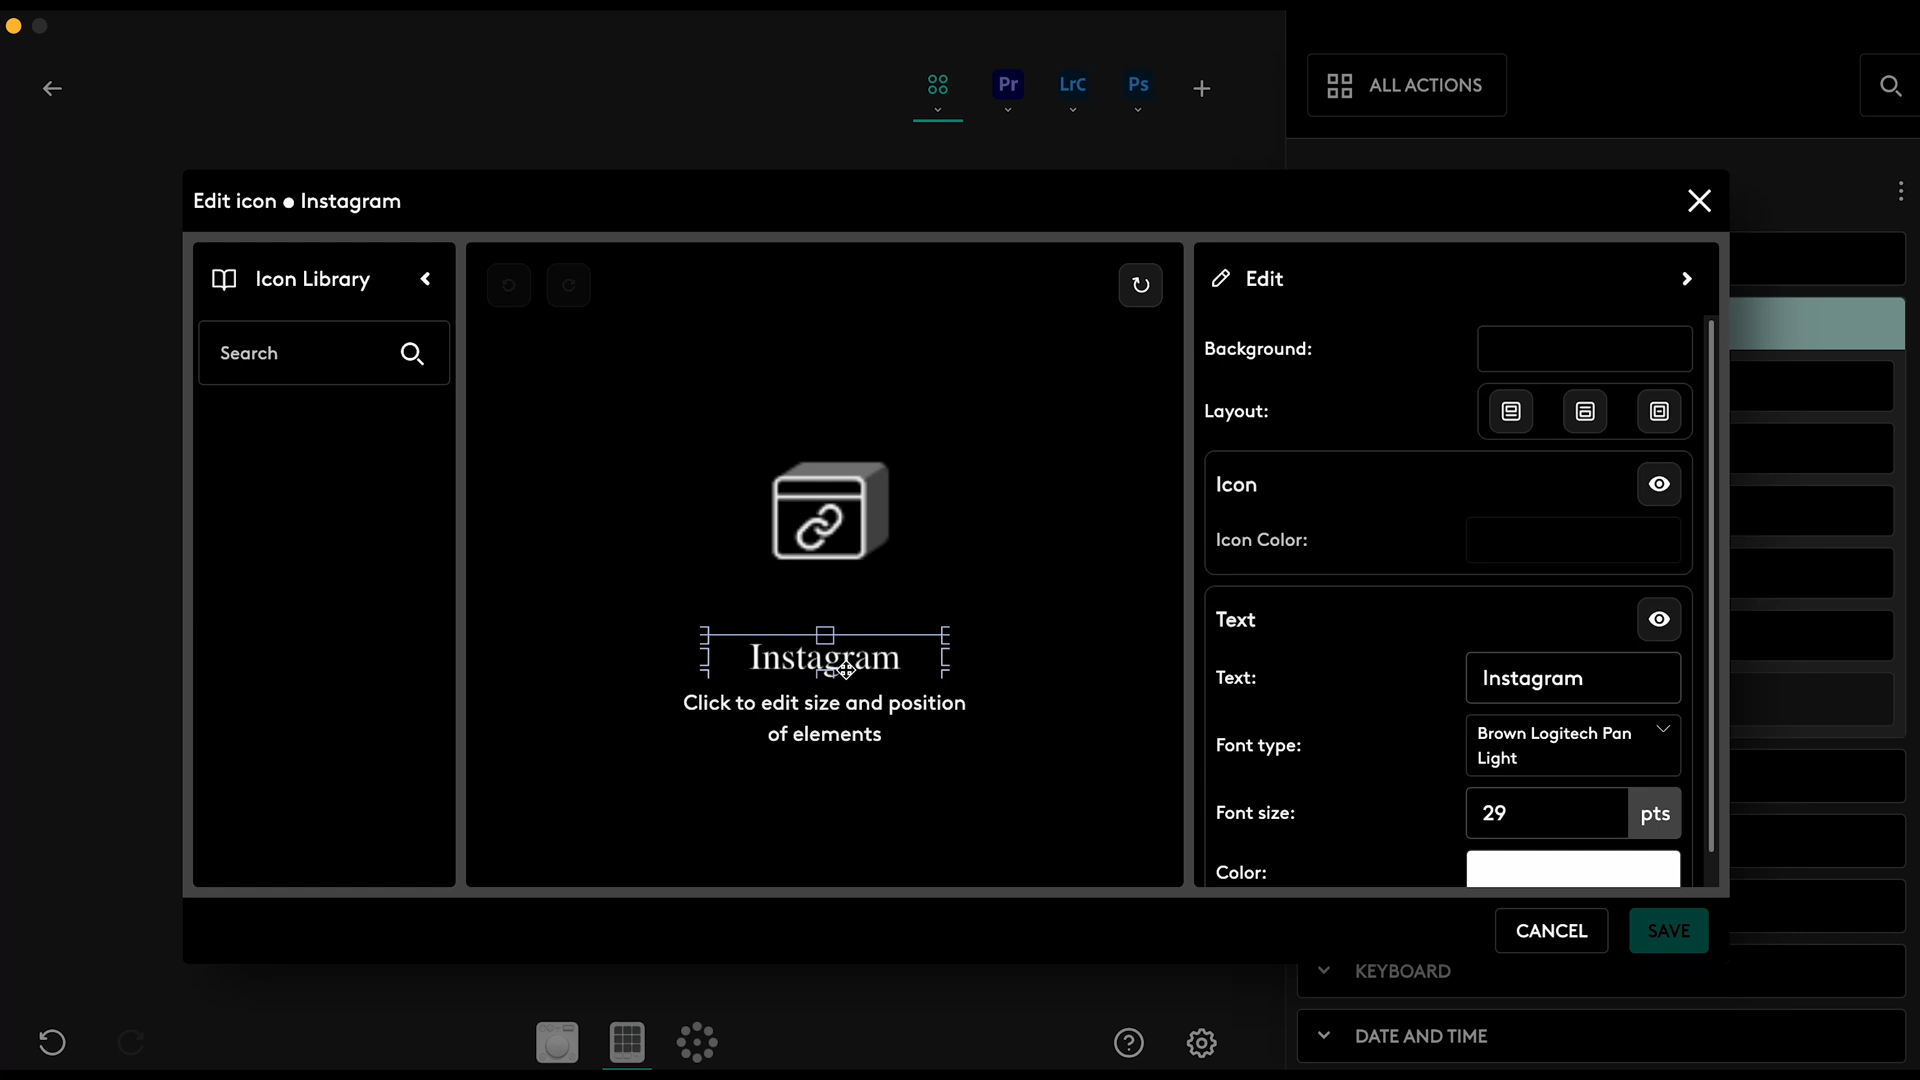 Pr
LrC
Ps
ALL ACTIONS
Edit icon ● Instagram
Icon Library
Search
Instagram
Click to edit size and position
of elements
Edit
Background:
Layout:
Icon
Icon Color:
Text
Text:
Instagram
Font type:
Brown Logitech Pan
Light
Font size:
29
pts
Color:
CANCEL
SAVE
KEYBOARD
DATE AND TIME